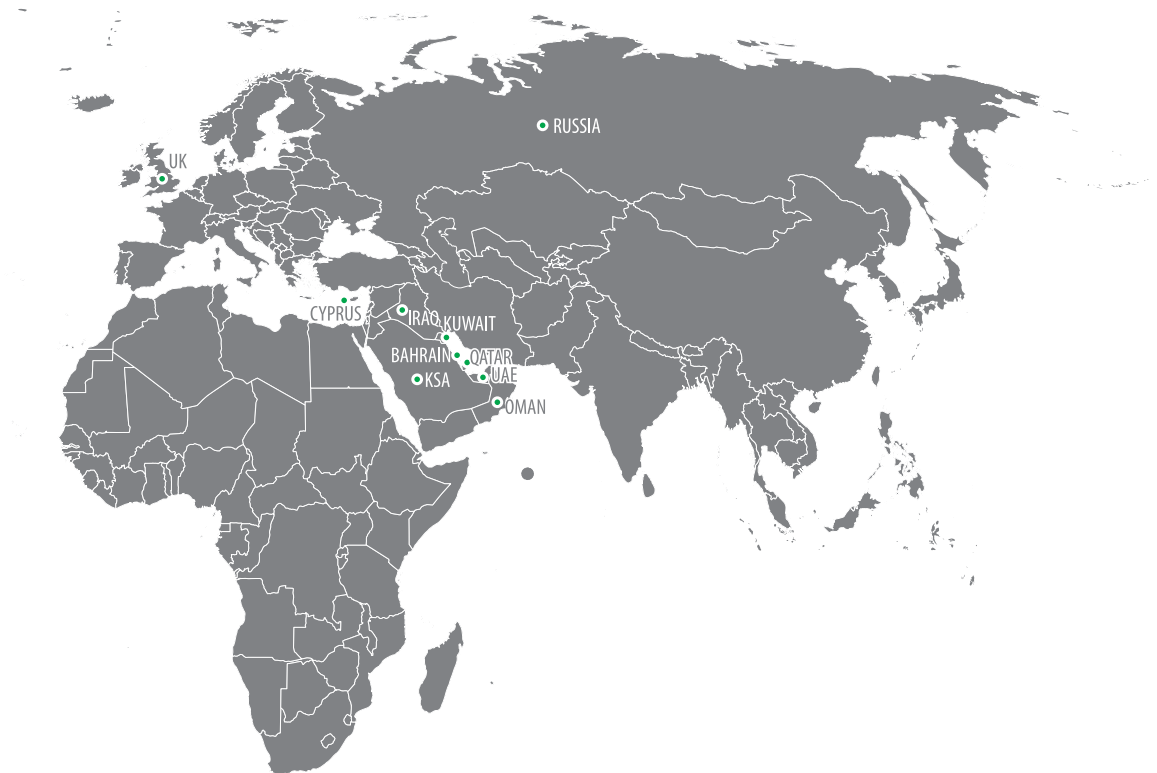 RUSSIA
UK
CYPRUS
IRAQ
KUWAIT
BAHRAIN
QATAR
UAE
KSA
OMAN